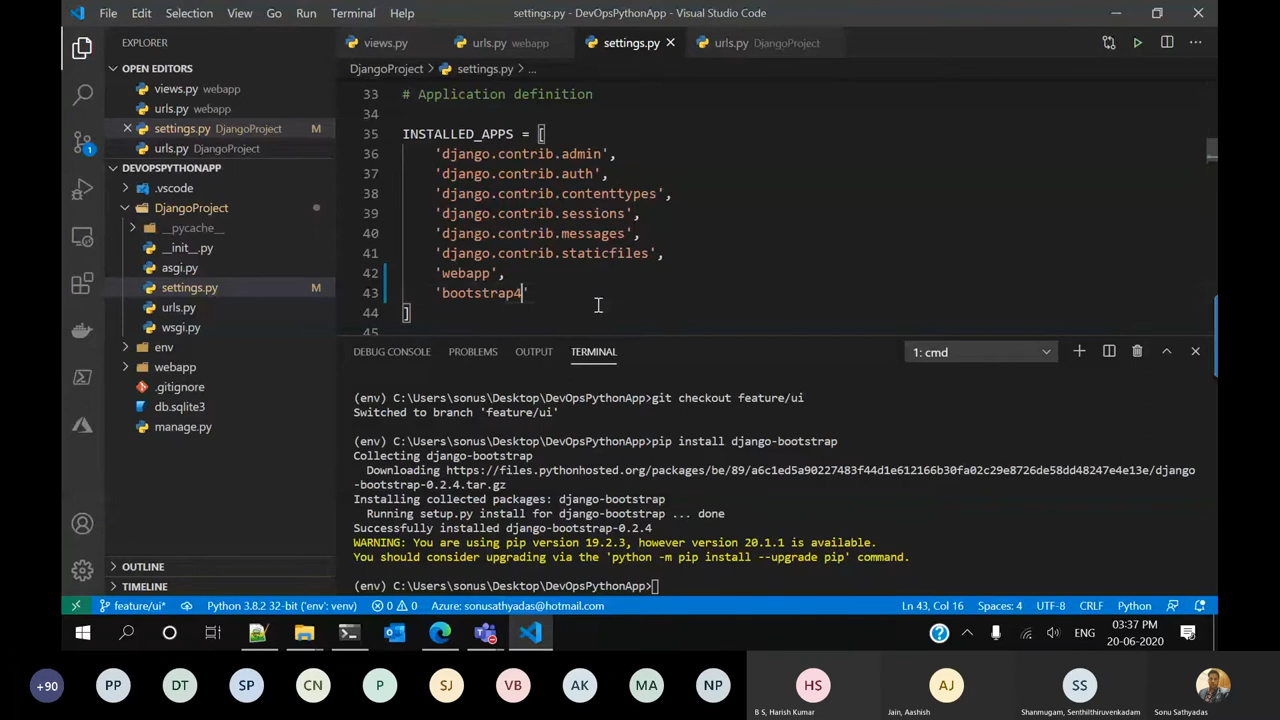 File Edit Selection View Go Run Terminal Help settings.py - DevOpsPythonApp - Visual Studio Code
EXPLORER
views.py urls.py webapp settings.py urls.py DjangoProject
OPEN EDITORS
views.py webapp
urls.py webapp
settings.py DjangoProject M
urls.py DjangoProject
DEVOPSPYTHONAPP
.vscode
DjangoProject
__pycache__
__init__.py
asgi.py
settings.py M
urls.py
wsgi.py
env
webapp
.gitignore
db.sqlite3
manage.py
OUTLINE
TIMELINE
1
DjangoProject > settings.py > ...
33 # Application definition
34
35 INSTALLED_APPS = [
36 'django.contrib.admin',
37 'django.contrib.auth',
38 'django.contrib.contenttypes',
39 'django.contrib.sessions',
40 'django.contrib.messages',
41 'django.contrib.staticfiles',
42 'webapp',
43 'bootstrap4'
44 ]
45
DEBUG CONSOLE PROBLEMS OUTPUT TERMINAL 1: cmd
(env) C:\Users\sonus\Desktop\DevOpsPythonApp>git checkout feature/ui
Switched to branch 'feature/ui'
(env) C:\Users\sonus\Desktop\DevOpsPythonApp>pip install django-bootstrap
Collecting django-bootstrap
Downloading https://files.pythonhosted.org/packages/be/89/a6c1ed5a90227483f44d1e612166b30fa02c29e8726de58dd48247e4e13e/django
-bootstrap-0.2.4.tar.gz
Installing collected packages: django-bootstrap
Running setup.py install for django-bootstrap ... done
Successfully installed django-bootstrap-0.2.4
WARNING: You are using pip version 19.2.3, however version 20.1.1 is available.
You should consider upgrading via the 'python -m pip install --upgrade pip' command.
(env) C:\Users\sonus\Desktop\DevOpsPythonApp>
feature/ui* Python 3.8.2 32-bit ('env': venv) 0 0 Azure: sonusathyadas@hotmail.com Ln 43, Col 16 Spaces: 4 UTF-8 CRLF Python
ENG 03:37 PM
20-06-2020
+90 PP DT SP CN P SJ VB AK MA NP HS AJ SS
B S, Harish Kumar Jain, Aashish Shanmugam, Senthilthiruvenkadam Sonu Sathyadas